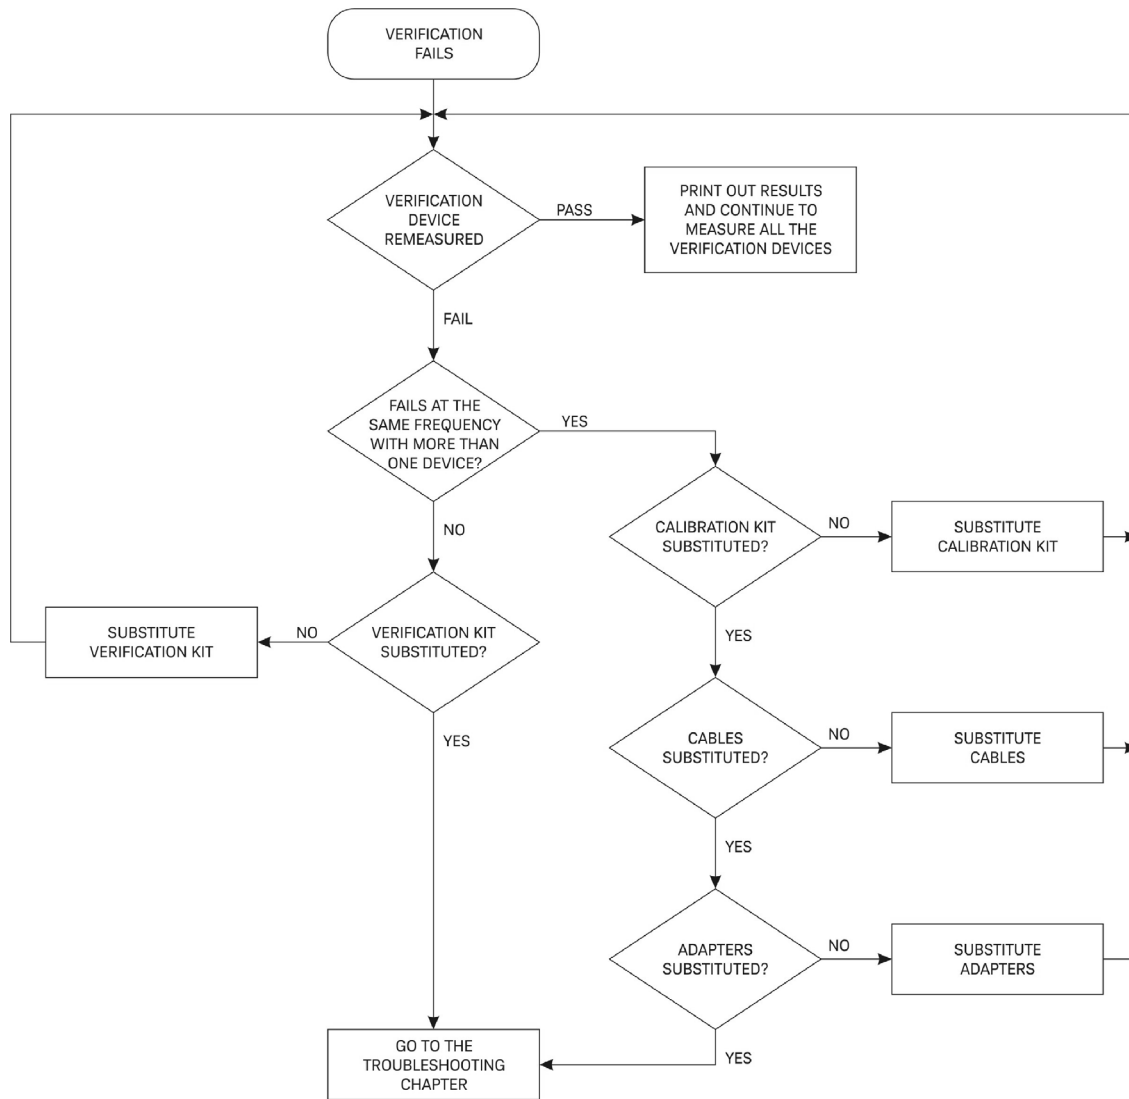 VERIFICATION
FAILS
VERIFICATION
DEVICE
REMEASURED
PASS
PRINT OUT RESULTS
AND CONTINUE TO
MEASURE ALL THE
VERIFICATION DEVICES
FAIL
FAILS AT THE
SAME FREQUENCY
WITH MORE THAN
ONE DEVICE?
YES
NO
CALIBRATION KIT
SUBSTITUTED?
NO
SUBSTITUTE
CALIBRATION KIT
SUBSTITUTE
VERIFICATION KIT
NO
VERIFICATION KIT
SUBSTITUTED?
YES
YES
CABLES
SUBSTITUTED?
NO
SUBSTITUTE
CABLES
YES
ADAPTERS
SUBSTITUTED?
NO
SUBSTITUTE
ADAPTERS
YES
GO TO THE
TROUBLESHOOTING
CHAPTER